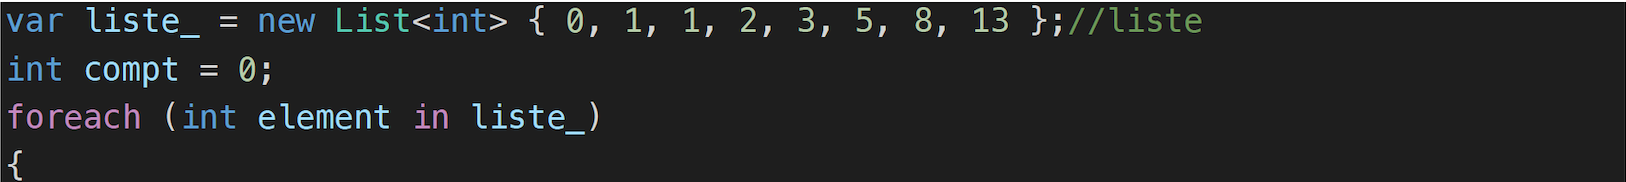 var liste_ = new List<int> { 0, 1, 1, 2, 3, 5, 8, 13 };//liste
int compt = 0;
foreach (int element in liste_)
{